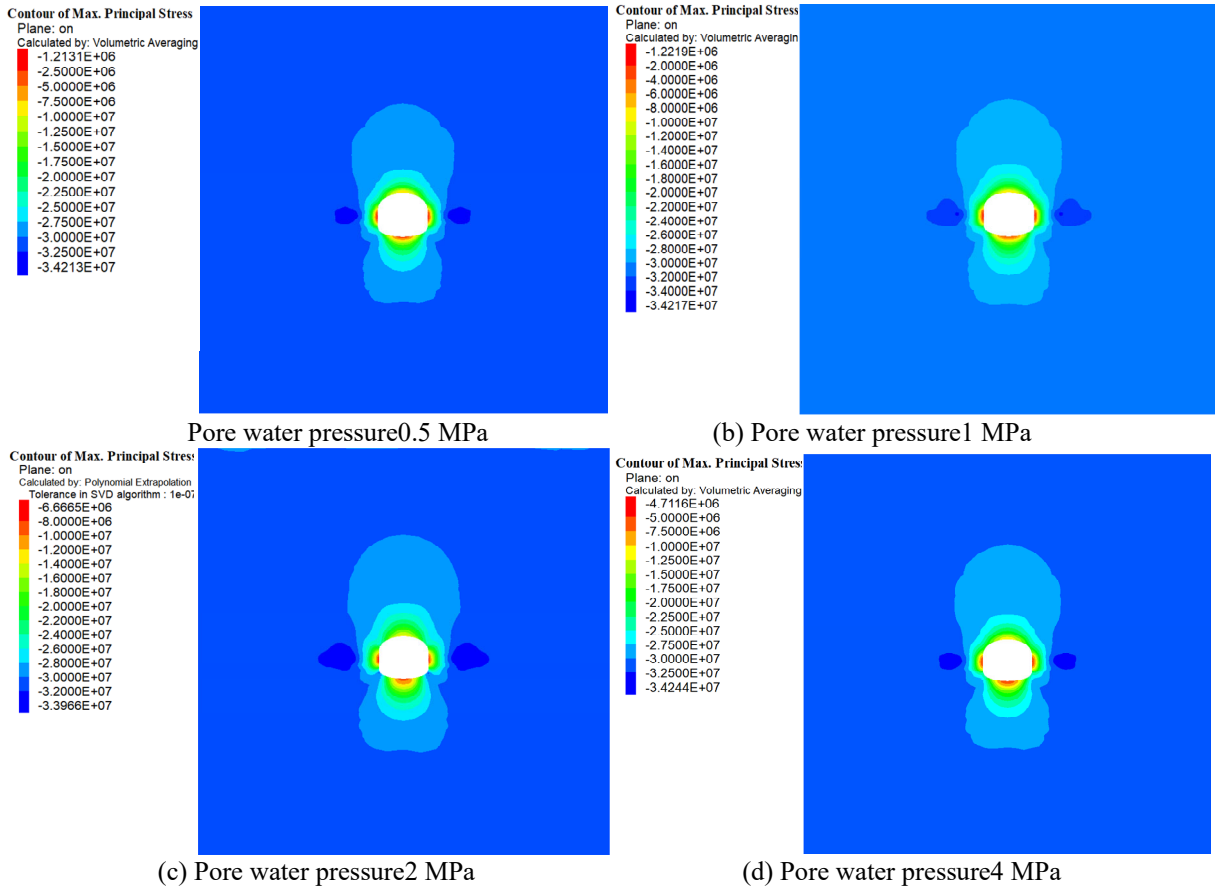 Contour of Max. Principal Stress
Plane: on
Calculated by: Volumetric Averaging
-1.2131E+06
-2.5000E+06
-5.0000E+06
-7.5000E+06
-1.0000E+07
-1.2500E+07
-1.5000E+07
-1.7500E+07
-2.0000E+07
-2.2500E+07
-2.5000E+07
-2.7500E+07
-3.0000E+07
-3.2500E+07
-3.4213E+07
Pore water pressure0.5 MPa
Contour of Max. Principal Stress
Plane: on
Calculated by: Volumetric Averagin
-1.2219E+06
-2.0000E+06
-4.0000E+06
-6.0000E+06
-8.0000E+06
-1.0000E+07
-1.2000E+07
-1.4000E+07
-1.6000E+07
-1.8000E+07
-2.0000E+07
-2.2000E+07
-2.4000E+07
-2.6000E+07
-2.8000E+07
-3.0000E+07
-3.2000E+07
-3.4000E+07
-3.4217E+07
(b) Pore water pressure1 MPa
Contour of Max. Principal Stress
Plane: on
Calculated by: Polynomial Extrapolation
Tolerance in SVD algorithm : 1e-07
-6.6665E+06
-8.0000E+06
-1.0000E+07
-1.2000E+07
-1.4000E+07
-1.6000E+07
-1.8000E+07
-2.0000E+07
-2.2000E+07
-2.4000E+07
-2.6000E+07
-2.8000E+07
-3.0000E+07
-3.2000E+07
-3.3966E+07
(c) Pore water pressure2 MPa
Contour of Max. Principal Stress
Plane: on
Calculated by: Volumetric Averaging
-4.7116E+06
-5.0000E+06
-7.5000E+06
-1.0000E+07
-1.2500E+07
-1.5000E+07
-1.7500E+07
-2.0000E+07
-2.2500E+07
-2.5000E+07
-2.7500E+07
-3.0000E+07
-3.2500E+07
-3.4244E+07
(d) Pore water pressure4 MPa